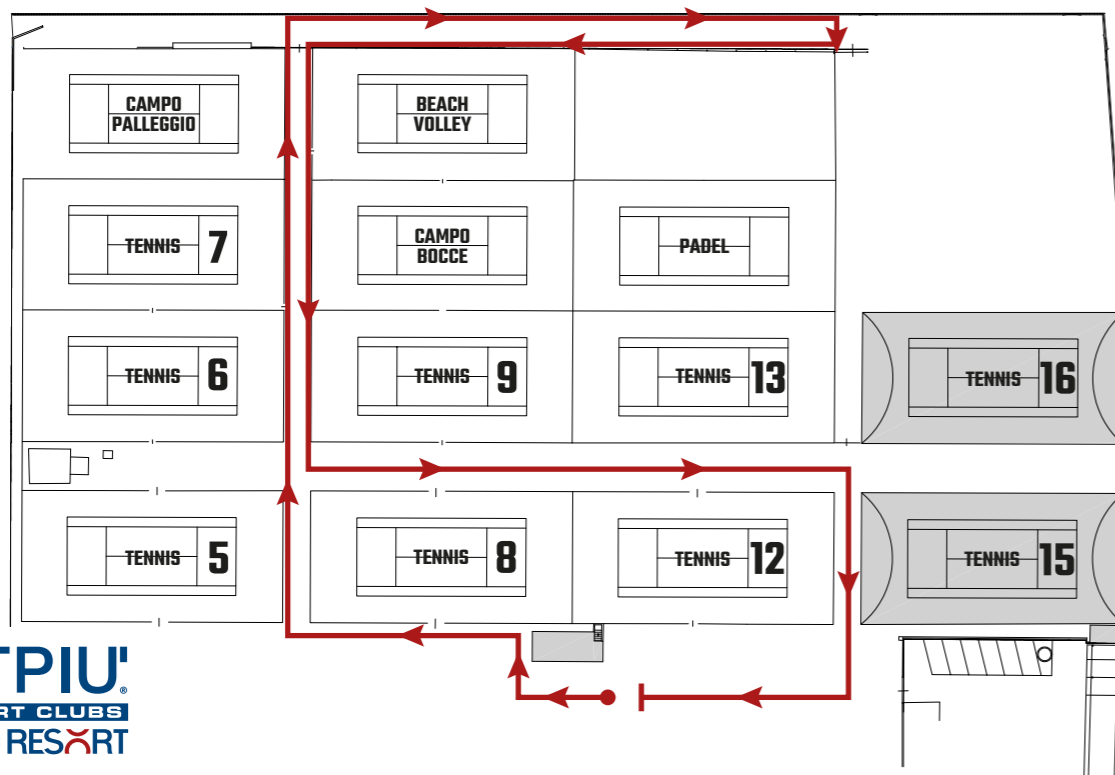 CAMPO
PALLEGGIO
BEACH
VOLLEY
TENNIS 7
CAMPO
BOCCE
PADEL
TENNIS 6
TENNIS 9
TENNIS 13
TENNIS 16
TENNIS 5
TENNIS 8
TENNIS 12
TENNIS 15
TPIU'®
RT CLUBS
RESORT